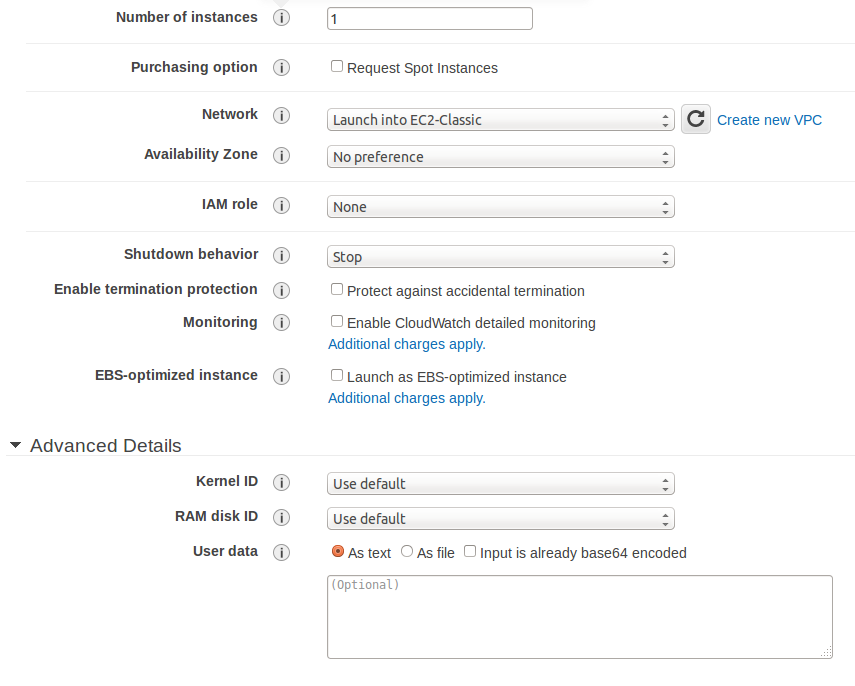 Number of instances i 1
Purchasing option i Request Spot Instances
Network i Launch into EC2-Classic Create new VPC
Availability Zone i No preference
IAM role i None
Shutdown behavior i Stop
Enable termination protection i Protect against accidental termination
Monitoring i Enable CloudWatch detailed monitoring
Additional charges apply.
EBS-optimized instance i Launch as EBS-optimized instance
Additional charges apply.
Advanced Details
Kernel ID i Use default
RAM disk ID i Use default
User data i As text As file Input is already base64 encoded
(Optional)